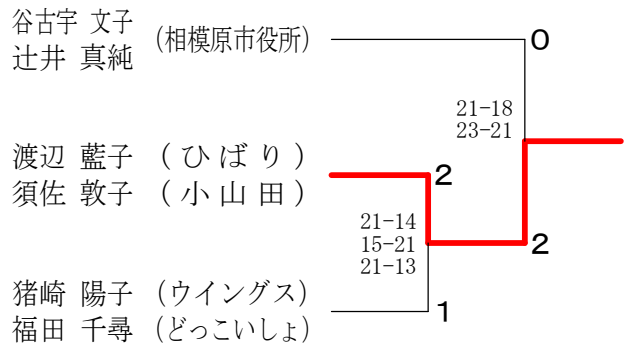 谷古宇 文子
辻井 真純
(相模原市役所)
0
21-18
23-21
渡辺 藍子 (ひばり)
須佐 敦子 (小山田)
2
21-14
15-21
21-13
2
猪崎 陽子 (ウイングス)
福田 千尋 (どっこいしょ)
1